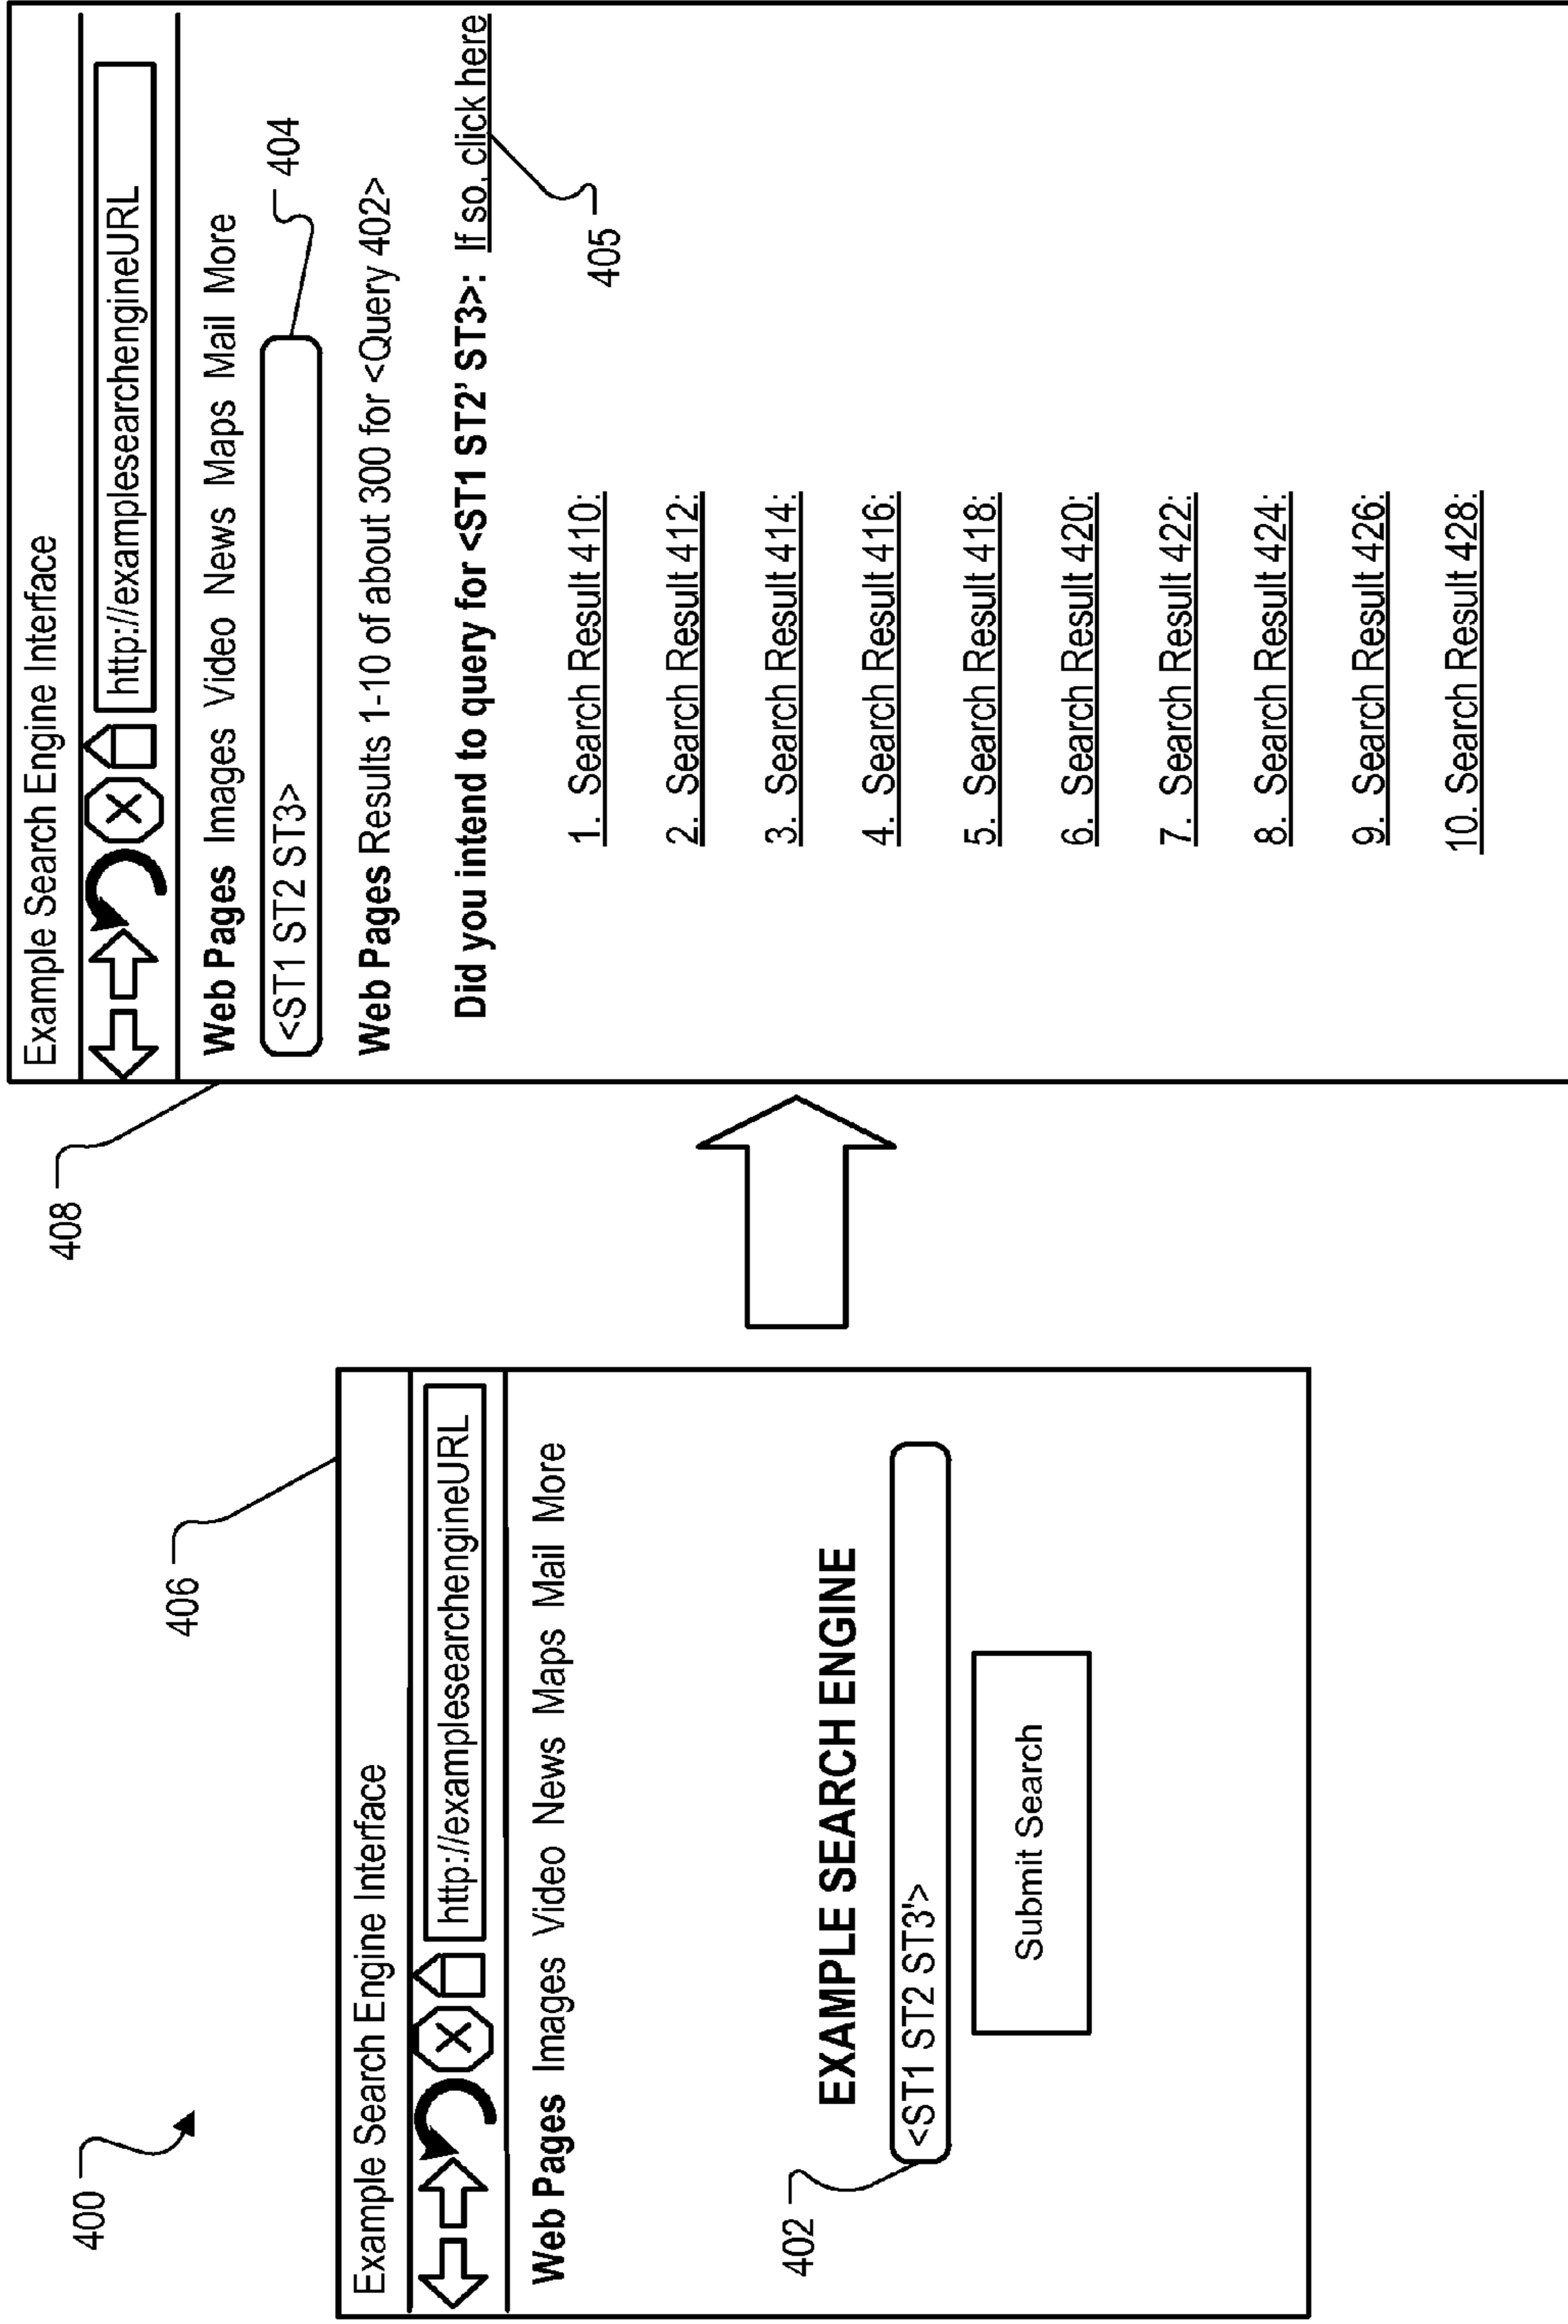 400
406
Example Search Engine Interface
http://examplesearchengineURL
Web Pages Images Video News Maps Mail More
EXAMPLE SEARCH ENGINE
402
<ST1 ST2 ST3'>
Submit Search
408
Example Search Engine Interface
http://examplesearchengineURL
Web Pages Images Video News Maps Mail More
<ST1 ST2 ST3>
404
Web Pages Results 1-10 of about 300 for <Query 402>
Did you intend to query for <ST1 ST2’ ST3>: If so, click here
405
1. Search Result 410:
2. Search Result 412:
3. Search Result 414:
4. Search Result 416:
5. Search Result 418:
6. Search Result 420:
7. Search Result 422:
8. Search Result 424:
9. Search Result 426:
10. Search Result 428: